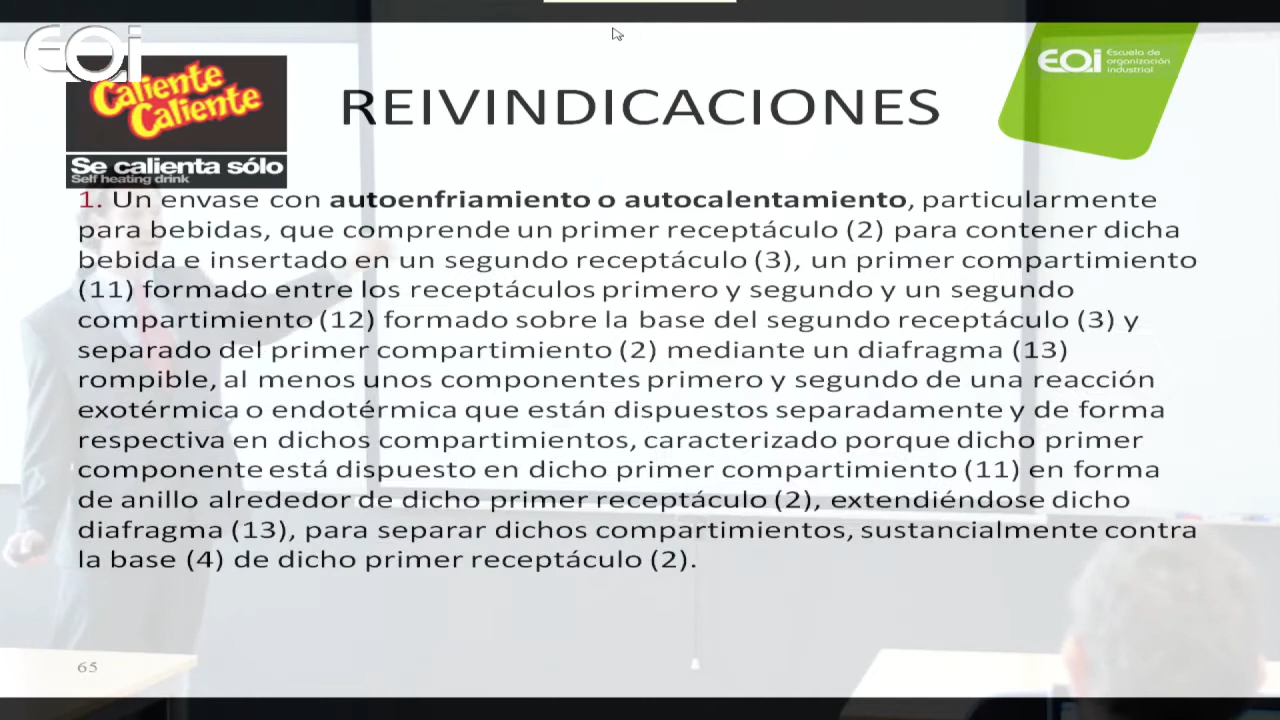 EOi
EOi Escuela de
organización
industrial
Caliente
Caliente
Se calienta sólo
Self heating drink
REIVINDICACIONES
1. Un envase con autoenfriamiento o autocalentamiento, particularmente
para bebidas, que comprende un primer receptáculo (2) para contener dicha
bebida e insertado en un segundo receptáculo (3), un primer compartimiento
(11) formado entre los receptáculos primero y segundo y un segundo
compartimiento (12) formado sobre la base del segundo receptáculo (3) y
separado del primer compartimiento (2) mediante un diafragma (13)
rompible, al menos unos componentes primero y segundo de una reacción
exotérmica o endotérmica que están dispuestos separadamente y de forma
respectiva en dichos compartimientos, caracterizado porque dicho primer
componente está dispuesto en dicho primer compartimiento (11) en forma
de anillo alrededor de dicho primer receptáculo (2), extendiéndose dicho
diafragma (13), para separar dichos compartimientos, sustancialmente contra
la base (4) de dicho primer receptáculo (2).
65